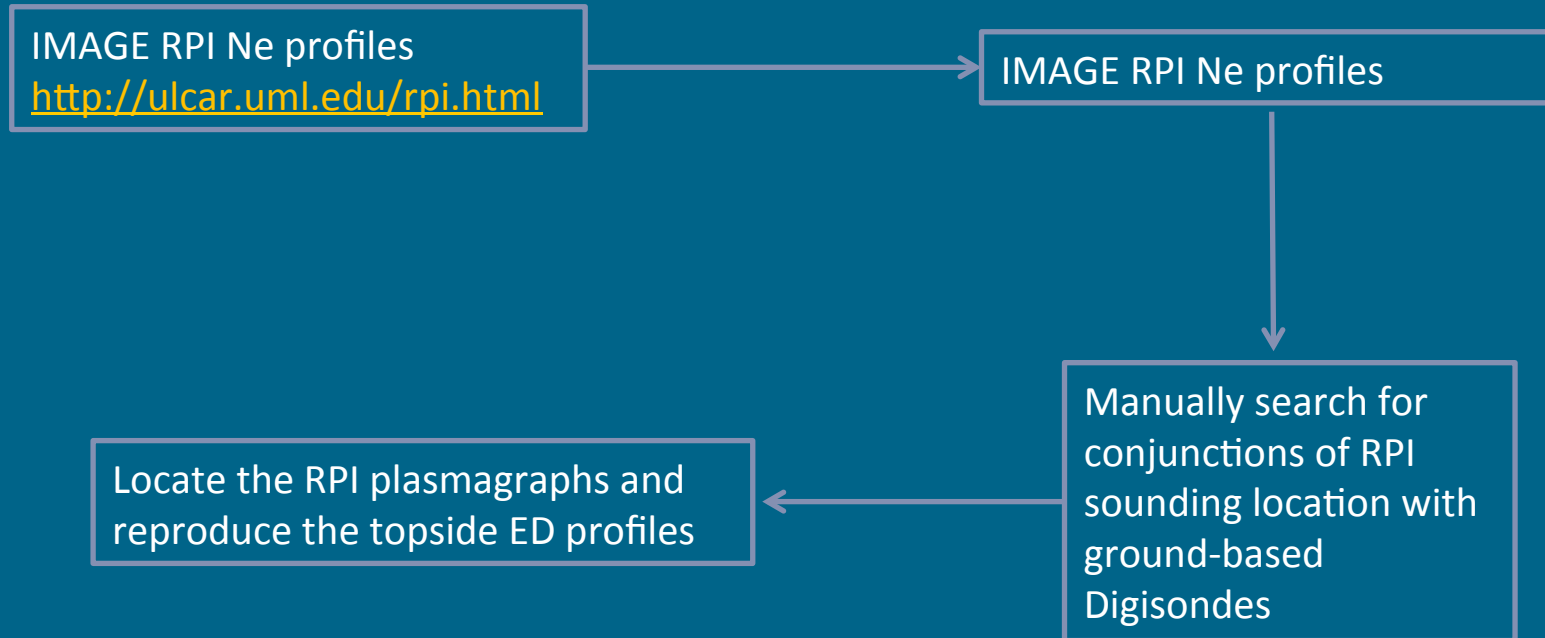 IMAGE RPI Ne profiles
http://ulcar.uml.edu/rpi.html
IMAGE RPI Ne profiles
Manually search for
conjunctions of RPI
sounding location with
ground-based
Digisondes
Locate the RPI plasmagraphs and
reproduce the topside ED profiles